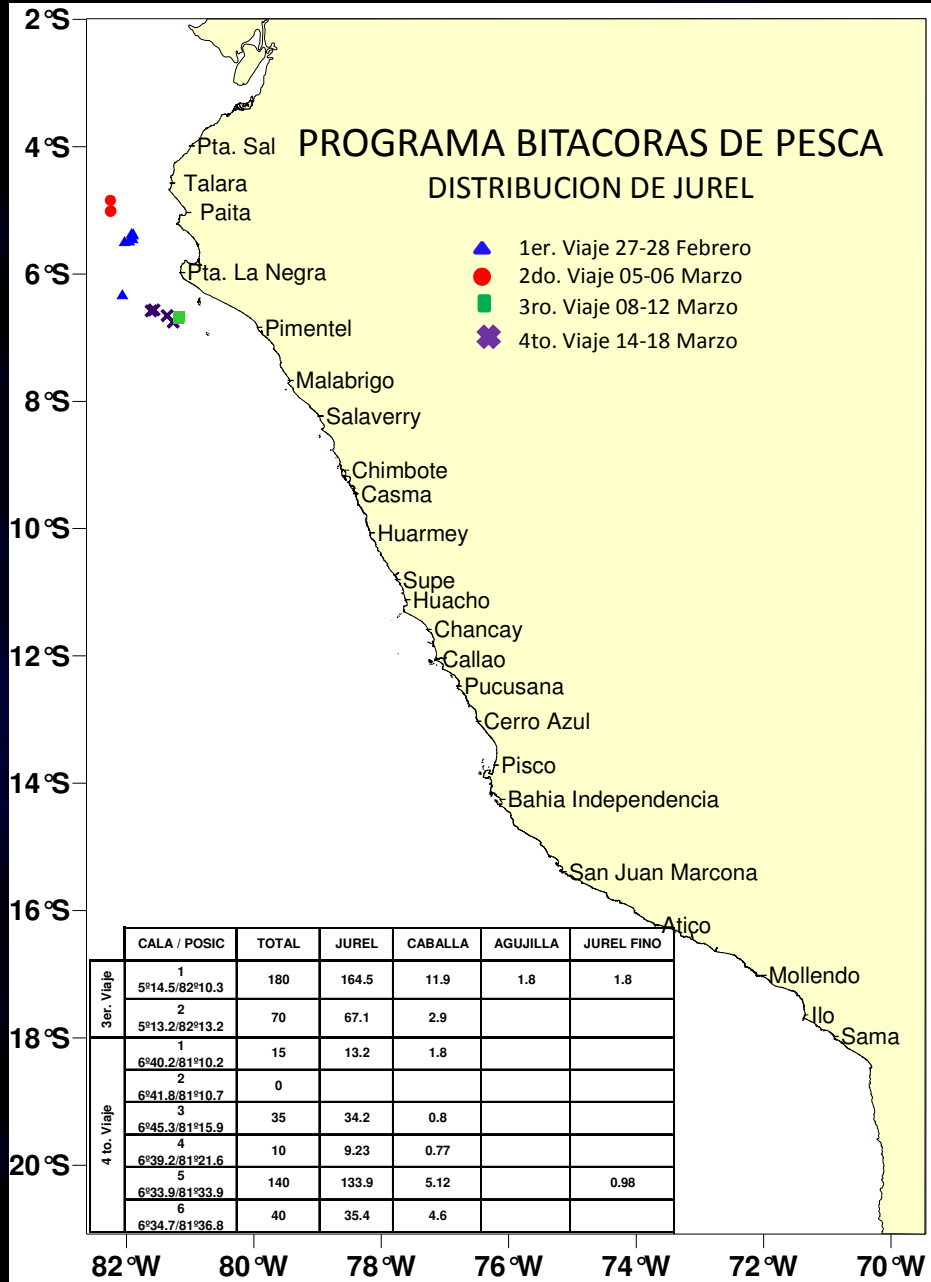 2°S
4°S
6°S
8°S
10°S
12°S
14°S
16°S
18°S
20°S
PROGRAMA BITACORAS DE PESCA
DISTRIBUCION DE JUREL
1er. Viaje 27-28 Febrero
2do. Viaje 05-06 Marzo
3ro. Viaje 08-12 Marzo
4to. Viaje 14-18 Marzo
Pta. Sal
Talara
Paita
Pta. La Negra
Pimentel
Malabrigo
Salaverry
Chimbote
Casma
Huarmey
Supe
Huacho
Chancay
Callao
Pucusana
Cerro Azul
Pisco
Bahia Independencia
San Juan Marcona
Atico
Mollendo
Ilo
Sama
CALA / POSIC TOTAL JUREL CABALLA AGUJILLA JUREL FINO
3er. Viaje
1
5º14.5/82º10.3 180 164.5 11.9 1.8 1.8
2
5º13.2/82º13.2 70 67.1 2.9
4 to. Viaje
1
6º40.2/81º10.2 15 13.2 1.8
2
6º41.8/81º10.7 0
3
6º45.3/81º15.9 35 34.2 0.8
4
6º39.2/81º21.6 10 9.23 0.77
5
6º33.9/81º33.9 140 133.9 5.12 0.98
6
6º34.7/81º36.8 40 35.4 4.6
82°W 80°W 78°W 76°W 74°W 72°W 70°W